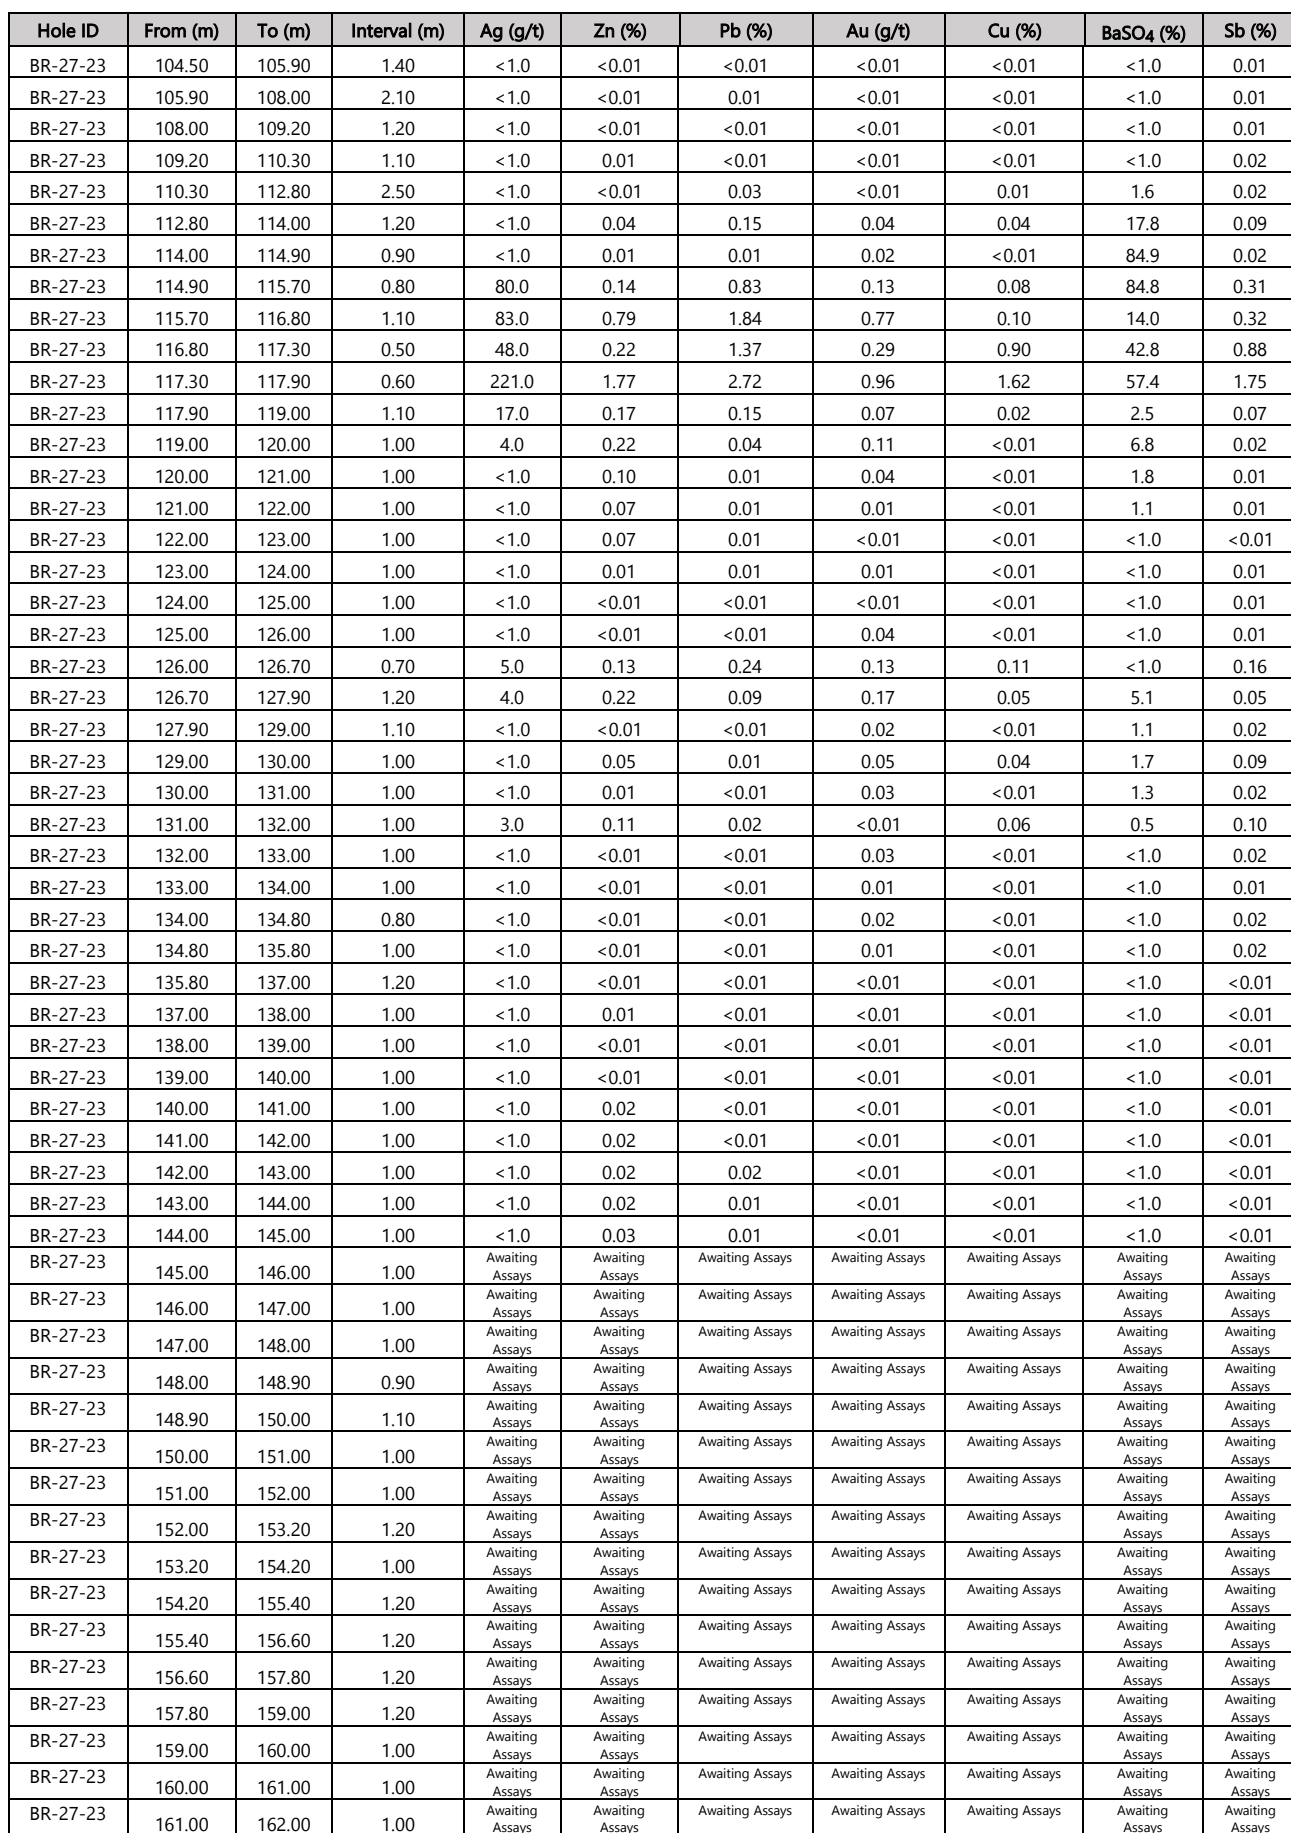 Hole ID From (m) To (m) Interval (m) Ag (g/t) Zn (%) Pb (%) Au (g/t) Cu (%) BaSO4 (%) Sb (%)
BR-27-23 104.50 105.90 1.40 <1.0 <0.01 <0.01 <0.01 <0.01 <1.0 0.01
BR-27-23 105.90 108.00 2.10 <1.0 <0.01 0.01 <0.01 <0.01 <1.0 0.01
BR-27-23 108.00 109.20 1.20 <1.0 <0.01 <0.01 <0.01 <0.01 <1.0 0.01
BR-27-23 109.20 110.30 1.10 <1.0 0.01 <0.01 <0.01 <0.01 <1.0 0.02
BR-27-23 110.30 112.80 2.50 <1.0 <0.01 0.03 <0.01 0.01 1.6 0.02
BR-27-23 112.80 114.00 1.20 <1.0 0.04 0.15 0.04 0.04 17.8 0.09
BR-27-23 114.00 114.90 0.90 <1.0 0.01 0.01 0.02 <0.01 84.9 0.02
BR-27-23 114.90 115.70 0.80 80.0 0.14 0.83 0.13 0.08 84.8 0.31
BR-27-23 115.70 116.80 1.10 83.0 0.79 1.84 0.77 0.10 14.0 0.32
BR-27-23 116.80 117.30 0.50 48.0 0.22 1.37 0.29 0.90 42.8 0.88
BR-27-23 117.30 117.90 0.60 221.0 1.77 2.72 0.96 1.62 57.4 1.75
BR-27-23 117.90 119.00 1.10 17.0 0.17 0.15 0.07 0.02 2.5 0.07
BR-27-23 119.00 120.00 1.00 4.0 0.22 0.04 0.11 <0.01 6.8 0.02
BR-27-23 120.00 121.00 1.00 <1.0 0.10 0.01 0.04 <0.01 1.8 0.01
BR-27-23 121.00 122.00 1.00 <1.0 0.07 0.01 0.01 <0.01 1.1 0.01
BR-27-23 122.00 123.00 1.00 <1.0 0.07 0.01 <0.01 <0.01 <1.0 <0.01
BR-27-23 123.00 124.00 1.00 <1.0 0.01 0.01 0.01 <0.01 <1.0 0.01
BR-27-23 124.00 125.00 1.00 <1.0 <0.01 <0.01 <0.01 <0.01 <1.0 0.01
BR-27-23 125.00 126.00 1.00 <1.0 <0.01 <0.01 0.04 <0.01 <1.0 0.01
BR-27-23 126.00 126.70 0.70 5.0 0.13 0.24 0.13 0.11 <1.0 0.16
BR-27-23 126.70 127.90 1.20 4.0 0.22 0.09 0.17 0.05 5.1 0.05
BR-27-23 127.90 129.00 1.10 <1.0 <0.01 <0.01 0.02 <0.01 1.1 0.02
BR-27-23 129.00 130.00 1.00 <1.0 0.05 0.01 0.05 0.04 1.7 0.09
BR-27-23 130.00 131.00 1.00 <1.0 0.01 <0.01 0.03 <0.01 1.3 0.02
BR-27-23 131.00 132.00 1.00 3.0 0.11 0.02 <0.01 0.06 0.5 0.10
BR-27-23 132.00 133.00 1.00 <1.0 <0.01 <0.01 0.03 <0.01 <1.0 0.02
BR-27-23 133.00 134.00 1.00 <1.0 <0.01 <0.01 0.01 <0.01 <1.0 0.01
BR-27-23 134.00 134.80 0.80 <1.0 <0.01 <0.01 0.02 <0.01 <1.0 0.02
BR-27-23 134.80 135.80 1.00 <1.0 <0.01 <0.01 0.01 <0.01 <1.0 0.02
BR-27-23 135.80 137.00 1.20 <1.0 <0.01 <0.01 <0.01 <0.01 <1.0 <0.01
BR-27-23 137.00 138.00 1.00 <1.0 0.01 <0.01 <0.01 <0.01 <1.0 <0.01
BR-27-23 138.00 139.00 1.00 <1.0 <0.01 <0.01 <0.01 <0.01 <1.0 <0.01
BR-27-23 139.00 140.00 1.00 <1.0 <0.01 <0.01 <0.01 <0.01 <1.0 <0.01
BR-27-23 140.00 141.00 1.00 <1.0 0.02 <0.01 <0.01 <0.01 <1.0 <0.01
BR-27-23 141.00 142.00 1.00 <1.0 0.02 <0.01 <0.01 <0.01 <1.0 <0.01
BR-27-23 142.00 143.00 1.00 <1.0 0.02 0.02 <0.01 <0.01 <1.0 <0.01
BR-27-23 143.00 144.00 1.00 <1.0 0.02 0.01 <0.01 <0.01 <1.0 <0.01
BR-27-23 144.00 145.00 1.00 <1.0 0.03 0.01 <0.01 <0.01 <1.0 <0.01
BR-27-23 145.00 146.00 1.00 Awaiting Assays Awaiting Assays Awaiting Assays Awaiting Assays Awaiting Assays Awaiting Assays Awaiting Assays
BR-27-23 146.00 147.00 1.00 Awaiting Assays Awaiting Assays Awaiting Assays Awaiting Assays Awaiting Assays Awaiting Assays Awaiting Assays
BR-27-23 147.00 148.00 1.00 Awaiting Assays Awaiting Assays Awaiting Assays Awaiting Assays Awaiting Assays Awaiting Assays Awaiting Assays
BR-27-23 148.00 148.90 0.90 Awaiting Assays Awaiting Assays Awaiting Assays Awaiting Assays Awaiting Assays Awaiting Assays Awaiting Assays
BR-27-23 148.90 150.00 1.10 Awaiting Assays Awaiting Assays Awaiting Assays Awaiting Assays Awaiting Assays Awaiting Assays Awaiting Assays
BR-27-23 150.00 151.00 1.00 Awaiting Assays Awaiting Assays Awaiting Assays Awaiting Assays Awaiting Assays Awaiting Assays Awaiting Assays
BR-27-23 151.00 152.00 1.00 Awaiting Assays Awaiting Assays Awaiting Assays Awaiting Assays Awaiting Assays Awaiting Assays Awaiting Assays
BR-27-23 152.00 153.20 1.20 Awaiting Assays Awaiting Assays Awaiting Assays Awaiting Assays Awaiting Assays Awaiting Assays Awaiting Assays
BR-27-23 153.20 154.20 1.00 Awaiting Assays Awaiting Assays Awaiting Assays Awaiting Assays Awaiting Assays Awaiting Assays Awaiting Assays
BR-27-23 154.20 155.40 1.20 Awaiting Assays Awaiting Assays Awaiting Assays Awaiting Assays Awaiting Assays Awaiting Assays Awaiting Assays
BR-27-23 155.40 156.60 1.20 Awaiting Assays Awaiting Assays Awaiting Assays Awaiting Assays Awaiting Assays Awaiting Assays Awaiting Assays
BR-27-23 156.60 157.80 1.20 Awaiting Assays Awaiting Assays Awaiting Assays Awaiting Assays Awaiting Assays Awaiting Assays Awaiting Assays
BR-27-23 157.80 159.00 1.20 Awaiting Assays Awaiting Assays Awaiting Assays Awaiting Assays Awaiting Assays Awaiting Assays Awaiting Assays
BR-27-23 159.00 160.00 1.00 Awaiting Assays Awaiting Assays Awaiting Assays Awaiting Assays Awaiting Assays Awaiting Assays Awaiting Assays
BR-27-23 160.00 161.00 1.00 Awaiting Assays Awaiting Assays Awaiting Assays Awaiting Assays Awaiting Assays Awaiting Assays Awaiting Assays
BR-27-23 161.00 162.00 1.00 Awaiting Assays Awaiting Assays Awaiting Assays Awaiting Assays Awaiting Assays Awaiting Assays Awaiting Assays